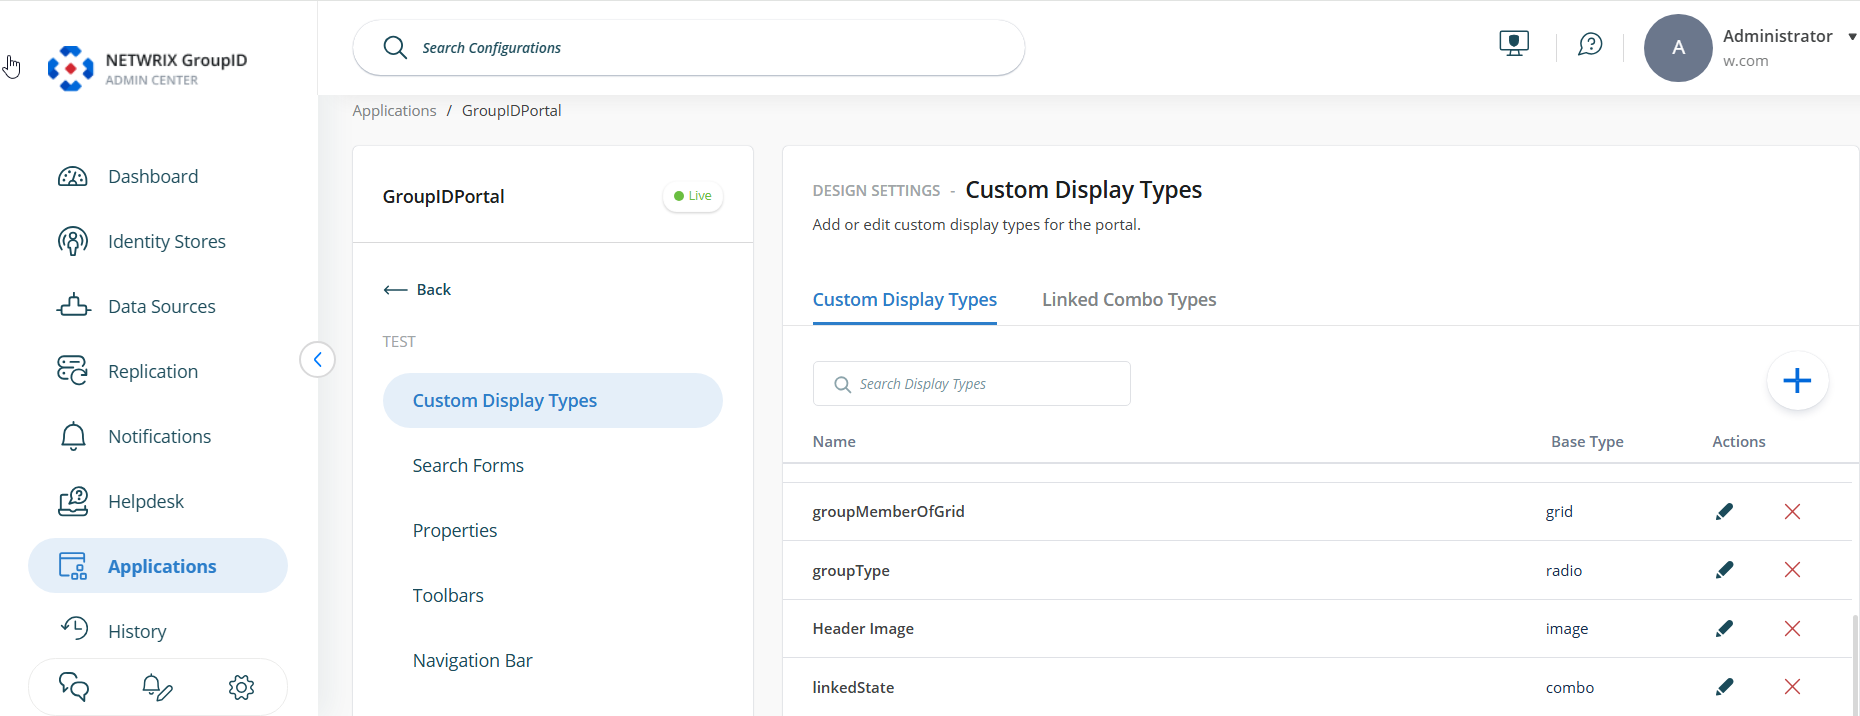 NETWRIX GroupID
ADMIN CENTER
Search Configurations
A
Administrator
w.com
Applications / GroupIDPortal
Dashboard
Identity Stores
Data Sources
Replication
Notifications
Helpdesk
Applications
History
GroupIDPortal
Live
Back
TEST
Custom Display Types
Search Forms
Properties
Toolbars
Navigation Bar
DESIGN SETTINGS - Custom Display Types
Add or edit custom display types for the portal.
Custom Display Types Linked Combo Types
Search Display Types
Name Base Type Actions
groupMemberOfGrid grid
groupType radio
Header Image image
linkedState combo